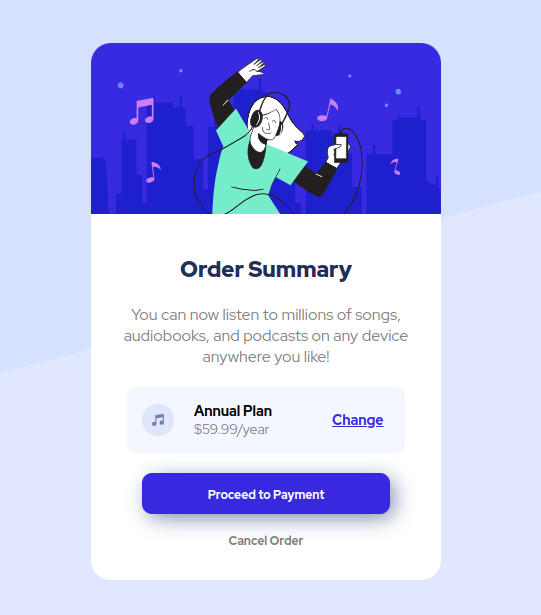 Order Summary
You can now listen to millions of songs,
audiobooks, and podcasts on any device
anywhere you like!
Annual Plan
$59.99/year
Change
Proceed to Payment
Cancel Order